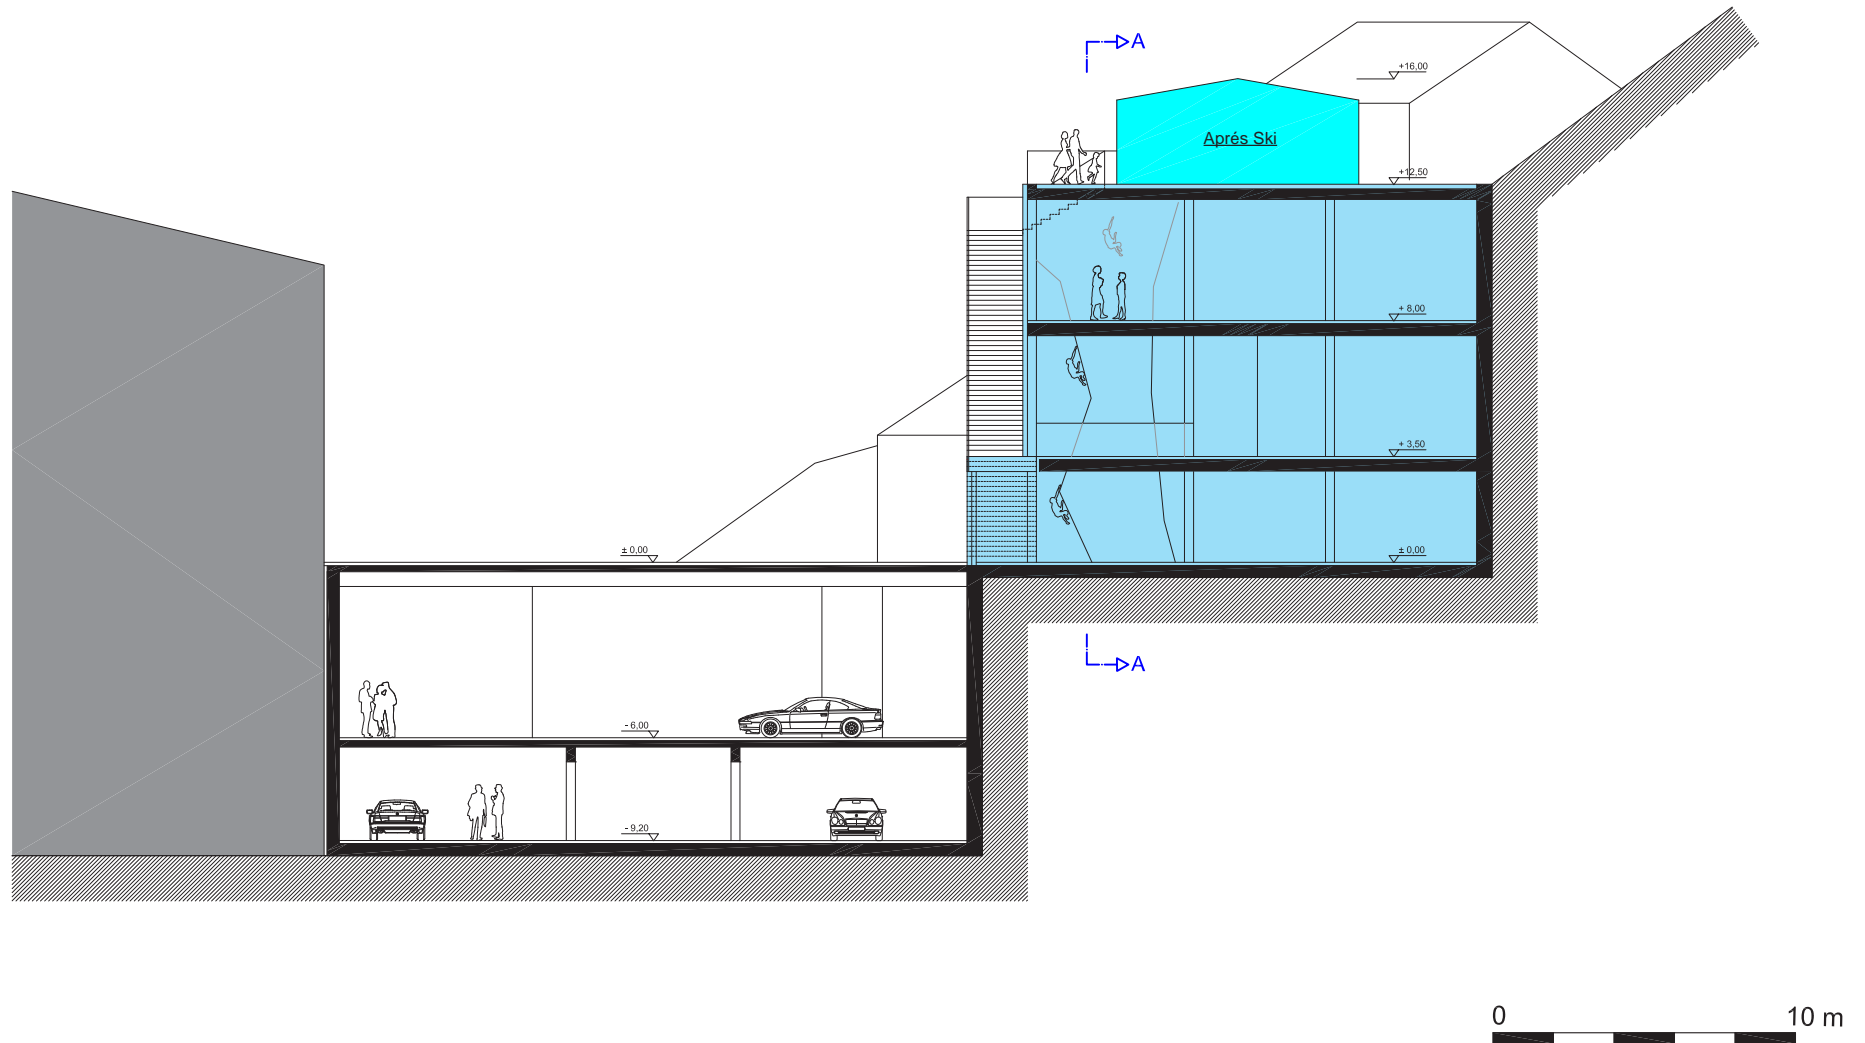 A
+16,00
Aprés Ski
+12,50
+ 8,00
+ 3,50
± 0,00
± 0,00
A
- 6,00
- 9,20
0 10 m